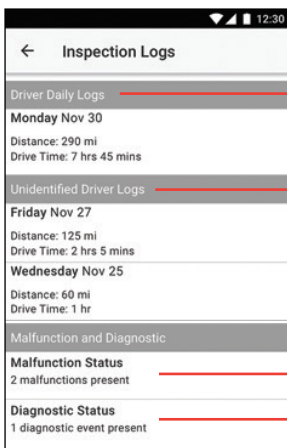 12:30
Inspection Logs
Driver Daily Logs
Monday Nov 30
Distance: 290 mi
Drive Time: 7 hrs 45 mins
Unidentified Driver Logs
Friday Nov 27
Distance: 125 mi
Drive Time: 2 hrs 5 mins
Wednesday Nov 25
Distance: 60 mi
Drive Time: 1 hr
Malfunction and Diagnostic
Malfunction Status
2 malfunctions present
Diagnostic Status
1 diagnostic event present